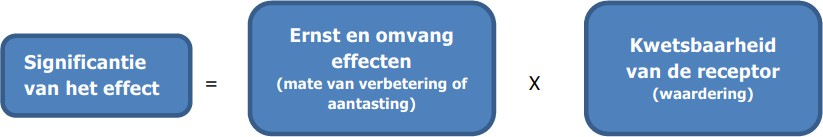 Significantie
van het effect
=
Ernst en omvang
effecten
(mate van verbetering of
aantasting)
X
Kwetsbaarheid
van de receptor
(waardering)